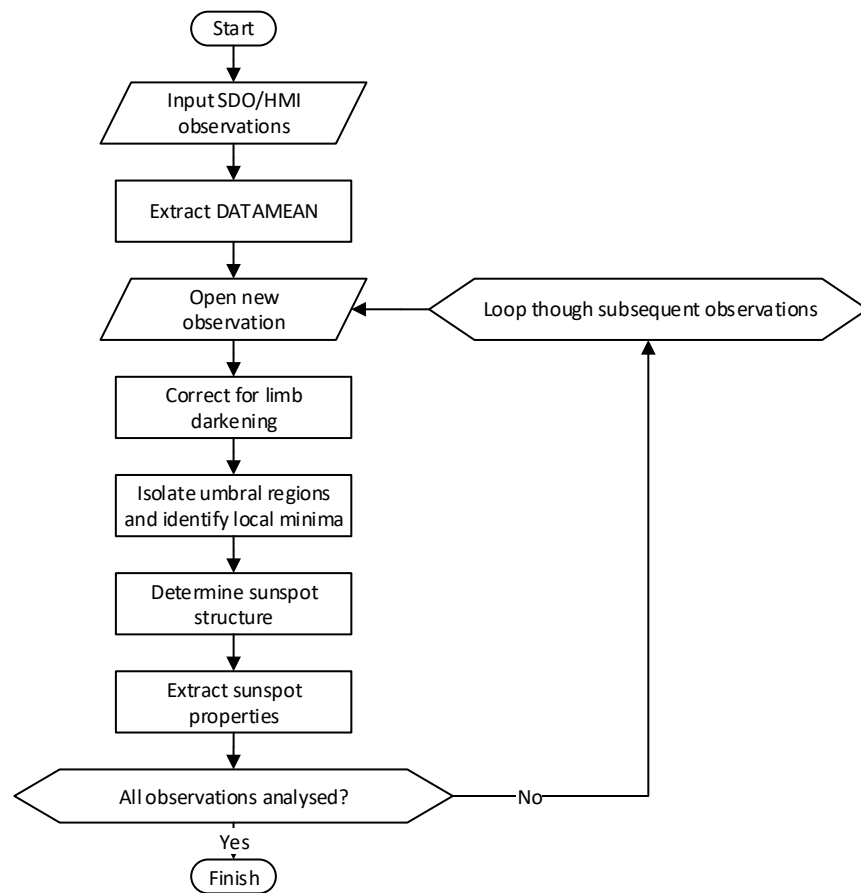 Start
Input SDO/HMI
observations
Extract DATAMEAN
Open new
observation
Loop though subsequent observations
Correct for limb
darkening
Isolate umbral regions
and identify local minima
Determine sunspot
structure
Extract sunspot
properties
All observations analysed?
No
Yes
Finish